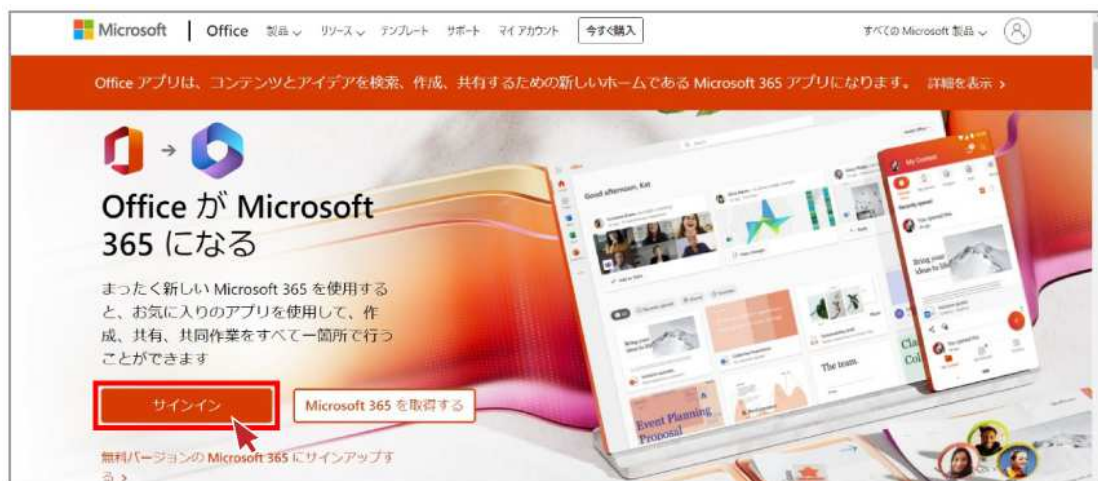 Microsoft | Office 製品 リソース テンプレート サポート マイ アカウント 今すぐ購入 すべての Microsoft 製品
Office アプリは、コンテンツとアイデアを検索、作成、共有するための新しいホームである Microsoft 365 アプリになります。 詳細を表示 >
Office が Microsoft
365 になる
まったく新しい Microsoft 365 を使用する
と、お気に入りのアプリを使用して、作
成、共有、共同作業をすべて一箇所で行う
ことができます
サインイン Microsoft 365 を取得する
無料バージョンの Microsoft 365 にサインアップす
る >
Good afternoon, Kat
My Content
Recently opened
Bring your
The team.
Event Planning
Proposal